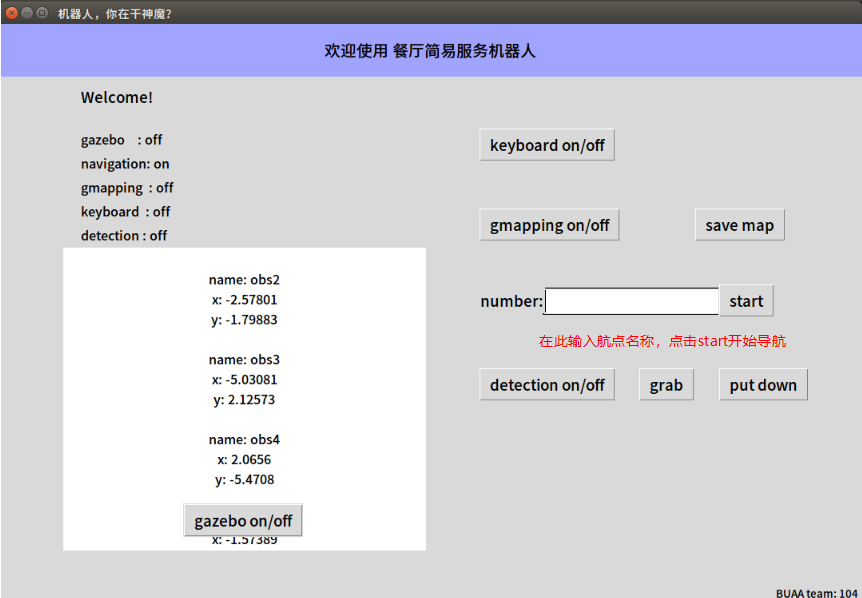 机器人，你在干神魔?
欢迎使用 餐厅简易服务机器人
Welcome!
gazebo : off
navigation: on
gmapping : off
keyboard : off
detection : off
name: obs2
x: -2.57801
y: -1.79883
name: obs3
x: -5.03081
y: 2.12573
name: obs4
x: 2.0656
y: -5.4708
gazebo on/off
x: -1.57389
keyboard on/off
gmapping on/off
save map
number:
start
在此输入航点名称，点击start开始导航
detection on/off
grab
put down
BUAA team: 104